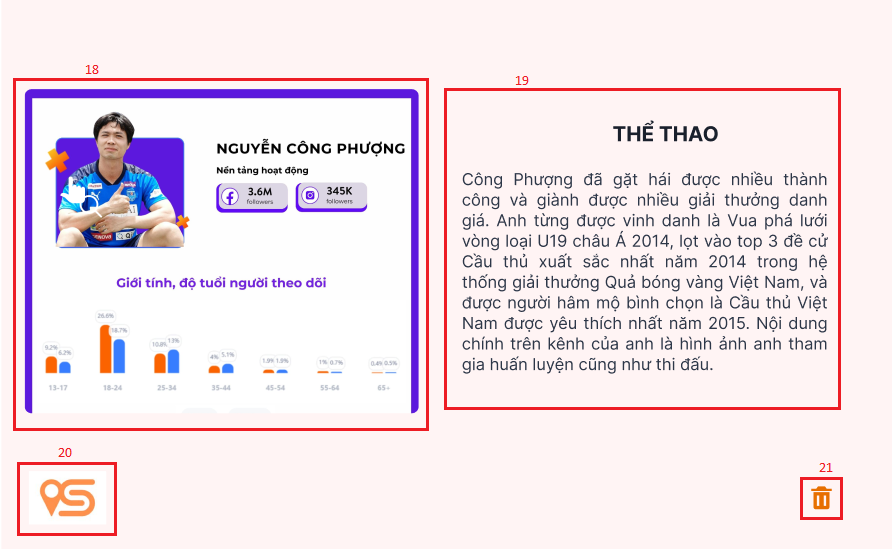 18
19
NGUYỄN CÔNG PHƯỢNG
Nền tảng hoạt động
3.6M
followers
345K
followers
Giới tính, độ tuổi người theo dõi
9.2%
6.2%
26.6%
18.7%
10.8%
13%
4%
5.1%
1.9%
1.8%
1%
0.7%
0.4%
0.5%
13-17
18-24
25-34
35-44
45-54
55-64
65+
THỂ THAO
Công Phượng đã gặt hái được nhiều thành
công và giành được nhiều giải thưởng danh
giá. Anh từng được vinh danh là Vua phá lưới
vòng loại U19 châu Á 2014, lọt vào top 3 đề cử
Cầu thủ xuất sắc nhất năm 2014 trong hệ
thống giải thưởng Quả bóng vàng Việt Nam, và
được người hâm mộ bình chọn là Cầu thủ Việt
Nam được yêu thích nhất năm 2015. Nội dung
chính trên kênh của anh là hình ảnh anh tham
gia huấn luyện cũng như thi đấu.
20
21